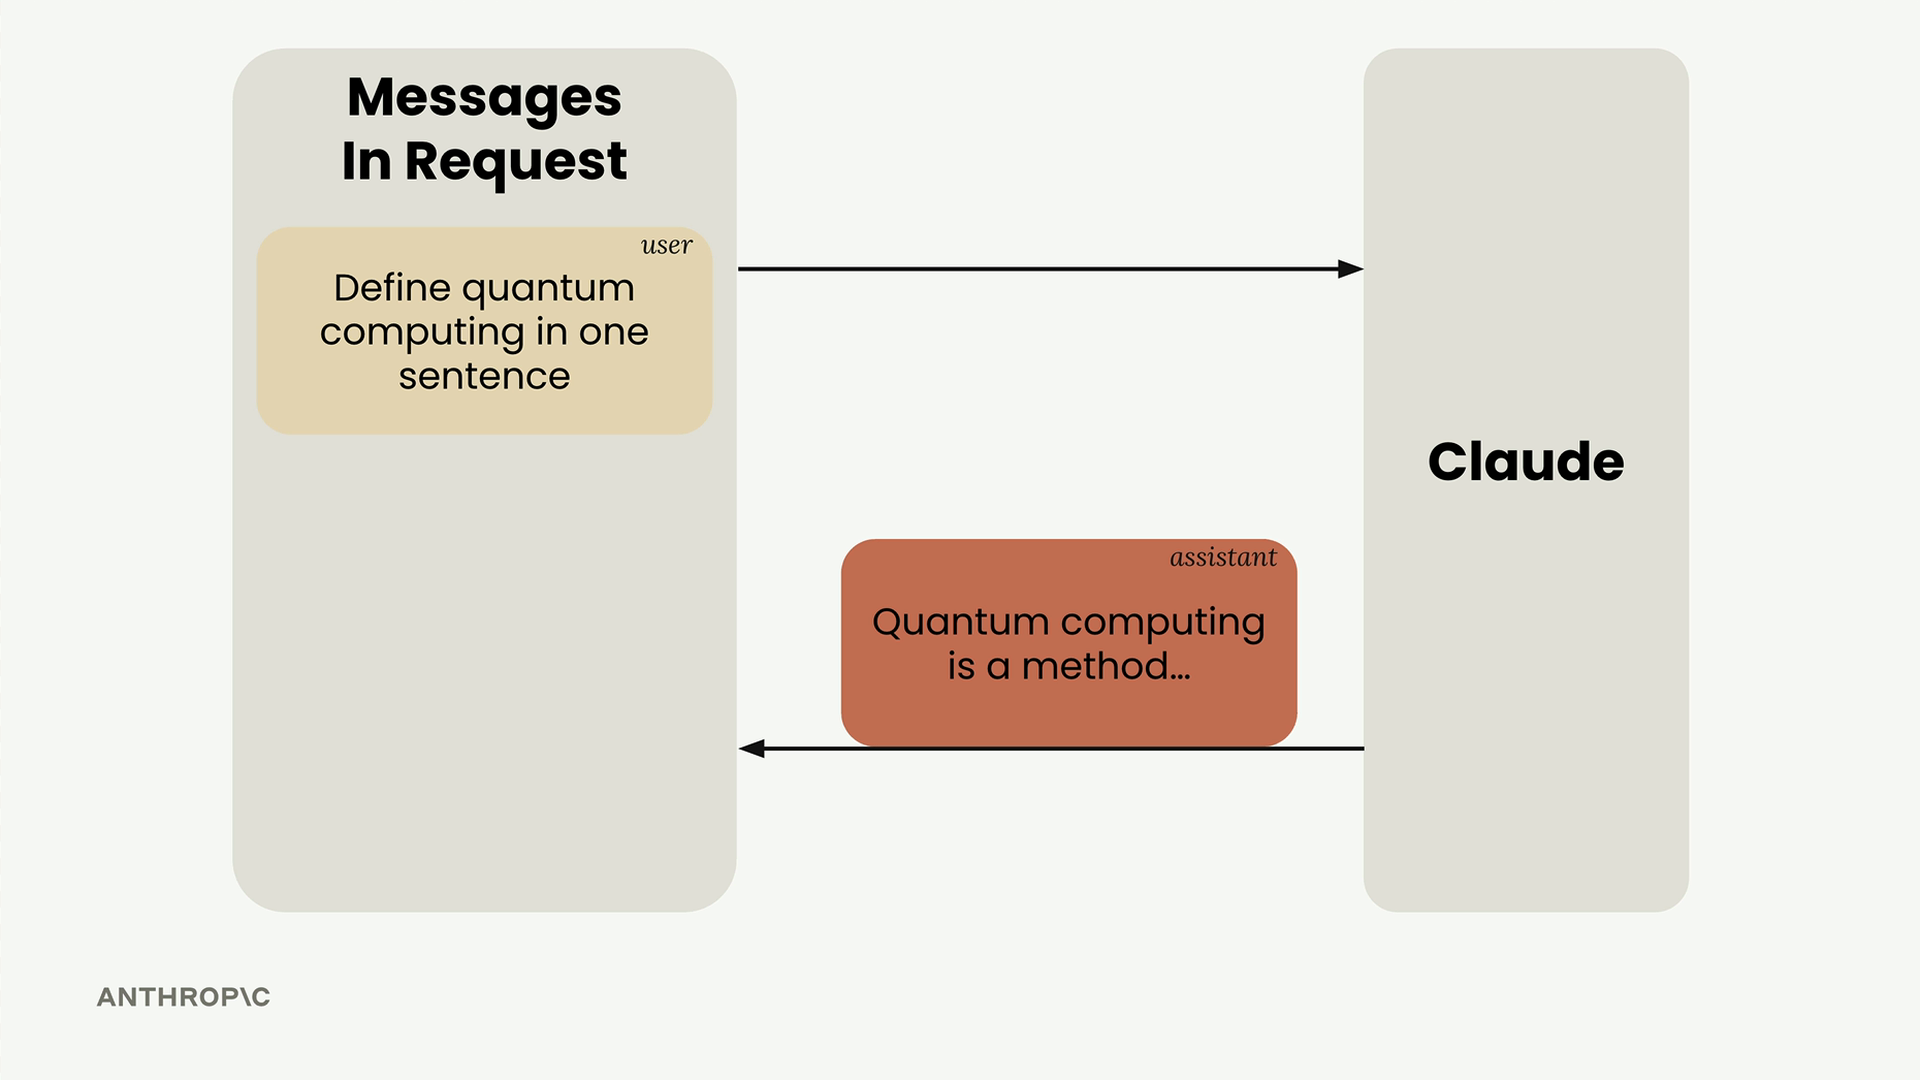 Messages
In Request
user
Define quantum
computing in one
sentence
Claude
assistant
Quantum computing
is a method...
ANTHROP\C